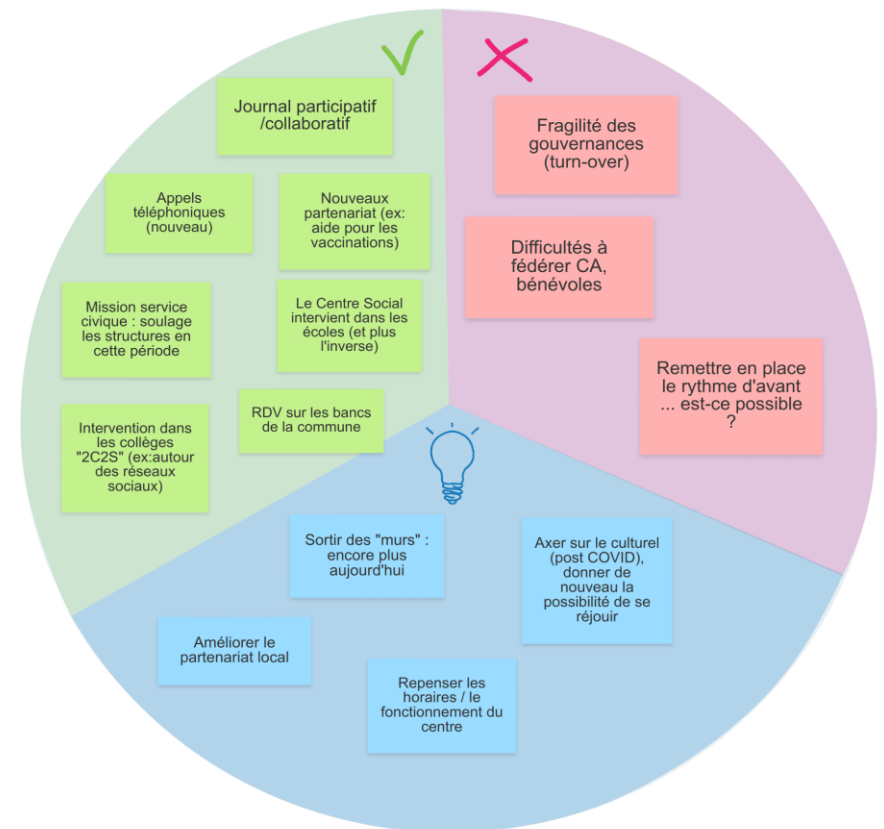 Journal participatif
/collaboratif
Appels
téléphoniques
(nouveau)
Nouveaux
partenariat (ex:
aide pour les
vaccinations)
Mission service
civique : soulage
les structures en
cette période
Le Centre Social
intervient dans les
écoles (et plus
l'inverse)
Intervention dans
les collèges
"2C2S" (ex:autour
des réseaux
sociaux)
RDV sur les bancs
de la commune
Fragilité des
gouvernances
(turn-over)
Difficultés à
fédérer CA,
bénévoles
Remettre en place
le rythme d'avant
... est-ce possible
?
Sortir des "murs" :
encore plus
aujourd'hui
Axer sur le culturel
(post COVID),
donner de
nouveau la
possibilité de se
réjouir
Améliorer le
partenariat local
Repenser les
horaires / le
fonctionnement du
centre